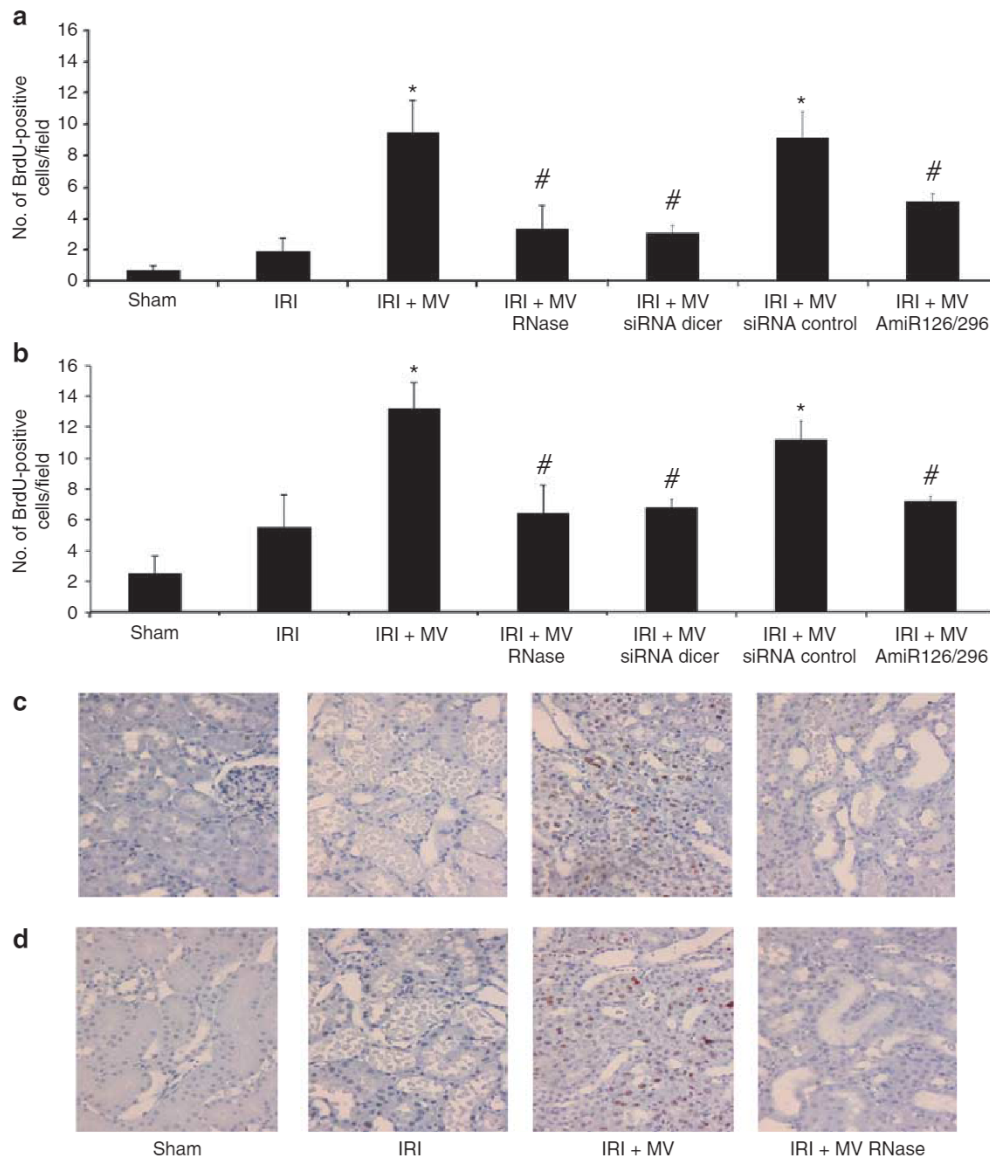 a
No. of BrdU-positive
cells/field
16
14
12
10
8
6
4
2
0
*
#
#
*
#
Sham
IRI
IRI + MV
IRI + MV
RNase
IRI + MV
siRNA dicer
IRI + MV
siRNA control
IRI + MV
AmiR126/296
b
No. of BrdU-positive
cells/field
16
14
12
10
8
6
4
2
0
*
#
#
*
#
Sham
IRI
IRI + MV
IRI + MV
RNase
IRI + MV
siRNA dicer
IRI + MV
siRNA control
IRI + MV
AmiR126/296
c
d
Sham
IRI
IRI + MV
IRI + MV RNase